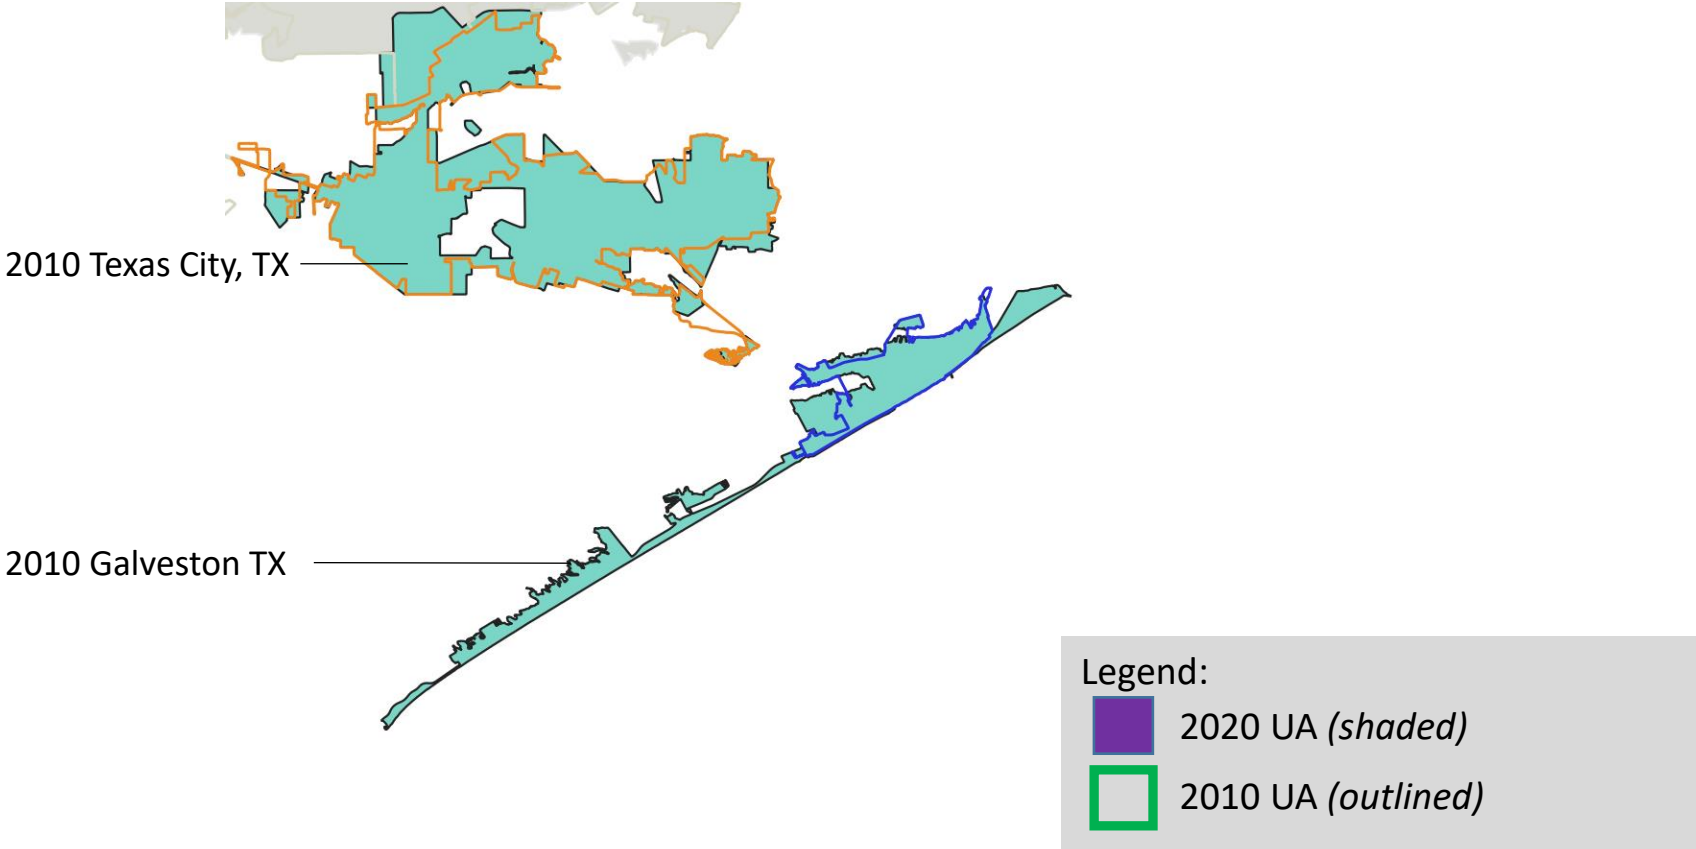 2010 Texas City, TX
2010 Galveston TX
Legend:
2020 UA (shaded)
2010 UA (outlined)